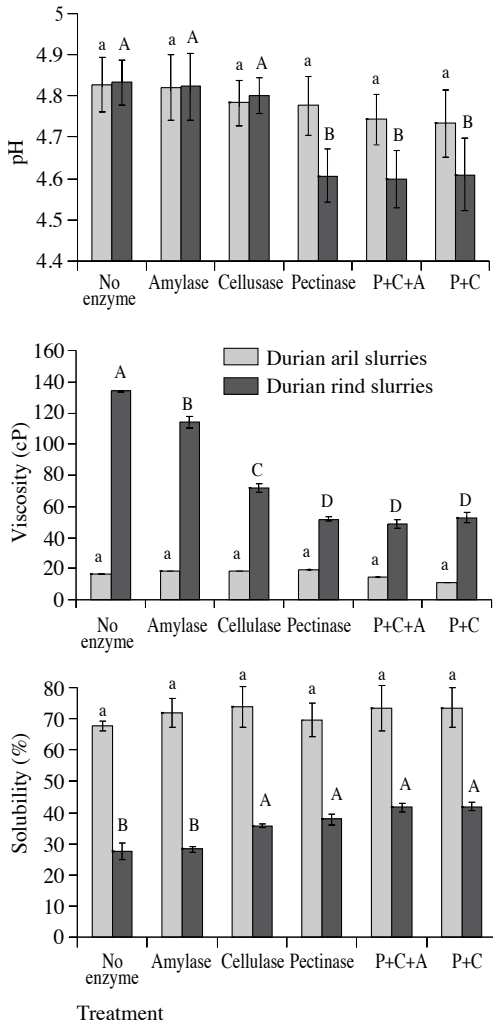 5
4.9
4.8
4.7
4.6
4.5
4.4
pH
a A
a A
a A
a B
a B
a B
No enzyme
Amylase
Cellusase
Pectinase
P+C+A
P+C
160
140
120
100
80
60
40
20
0
Viscosity (cP)
Durian aril slurries
Durian rind slurries
a A
a B
a C
a D
a D
a D
No enzyme
Amylase
Cellulase
Pectinase
P+C+A
P+C
80
70
60
50
40
30
20
10
0
Solubility (%)
a B
a B
a A
a A
a A
a A
No enzyme
Amylase
Cellulase
Pectinase
P+C+A
P+C
Treatment